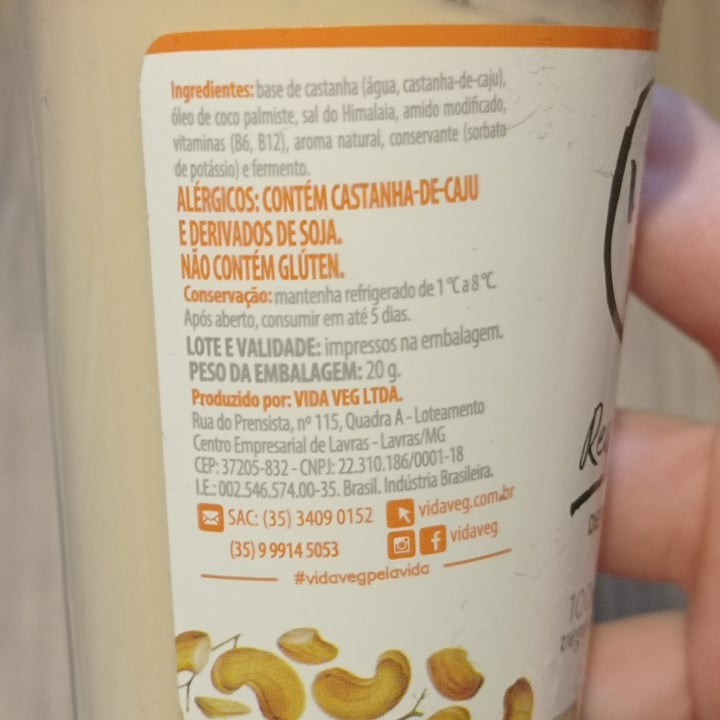 Ingredientes: base de castanha (água, castanha-de-caju),
óleo de coco palmiste, sal do Himalaia, amido modificado,
vitaminas (B6, B12), aroma natural, conservante (sorbato
de potássio) e fermento.
ALÉRGICOS: CONTÉM CASTANHA-DE-CAJU
E DERIVADOS DE SOJA.
NÃO CONTÉM GLÚTEN.
Conservação: mantenha refrigerado de 1 °C a 8 °C.
Após aberto, consumir em até 5 dias.
LOTE E VALIDADE: impressos na embalagem.
PESO DA EMBALAGEM: 20 g.
Produzido por: VIDA VEG LTDA.
Rua do Prensista, nº 115, Quadra A - Loteamento
Centro Empresarial de Lavras - Lavras/MG
CEP: 37205-832 - CNPJ: 22.310.186/0001-18
I.E.: 002.546.574.00-35. Brasil. Indústria Brasileira.
SAC: (35) 3409 0152 vidaveg.com.br
(35) 9 9914 5053 vidaveg
#vidavegpelavida